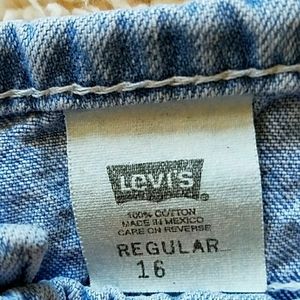 LEVI'S
100% COTTON
MADE IN MEXICO
CARE ON REVERSE
REGULAR
16